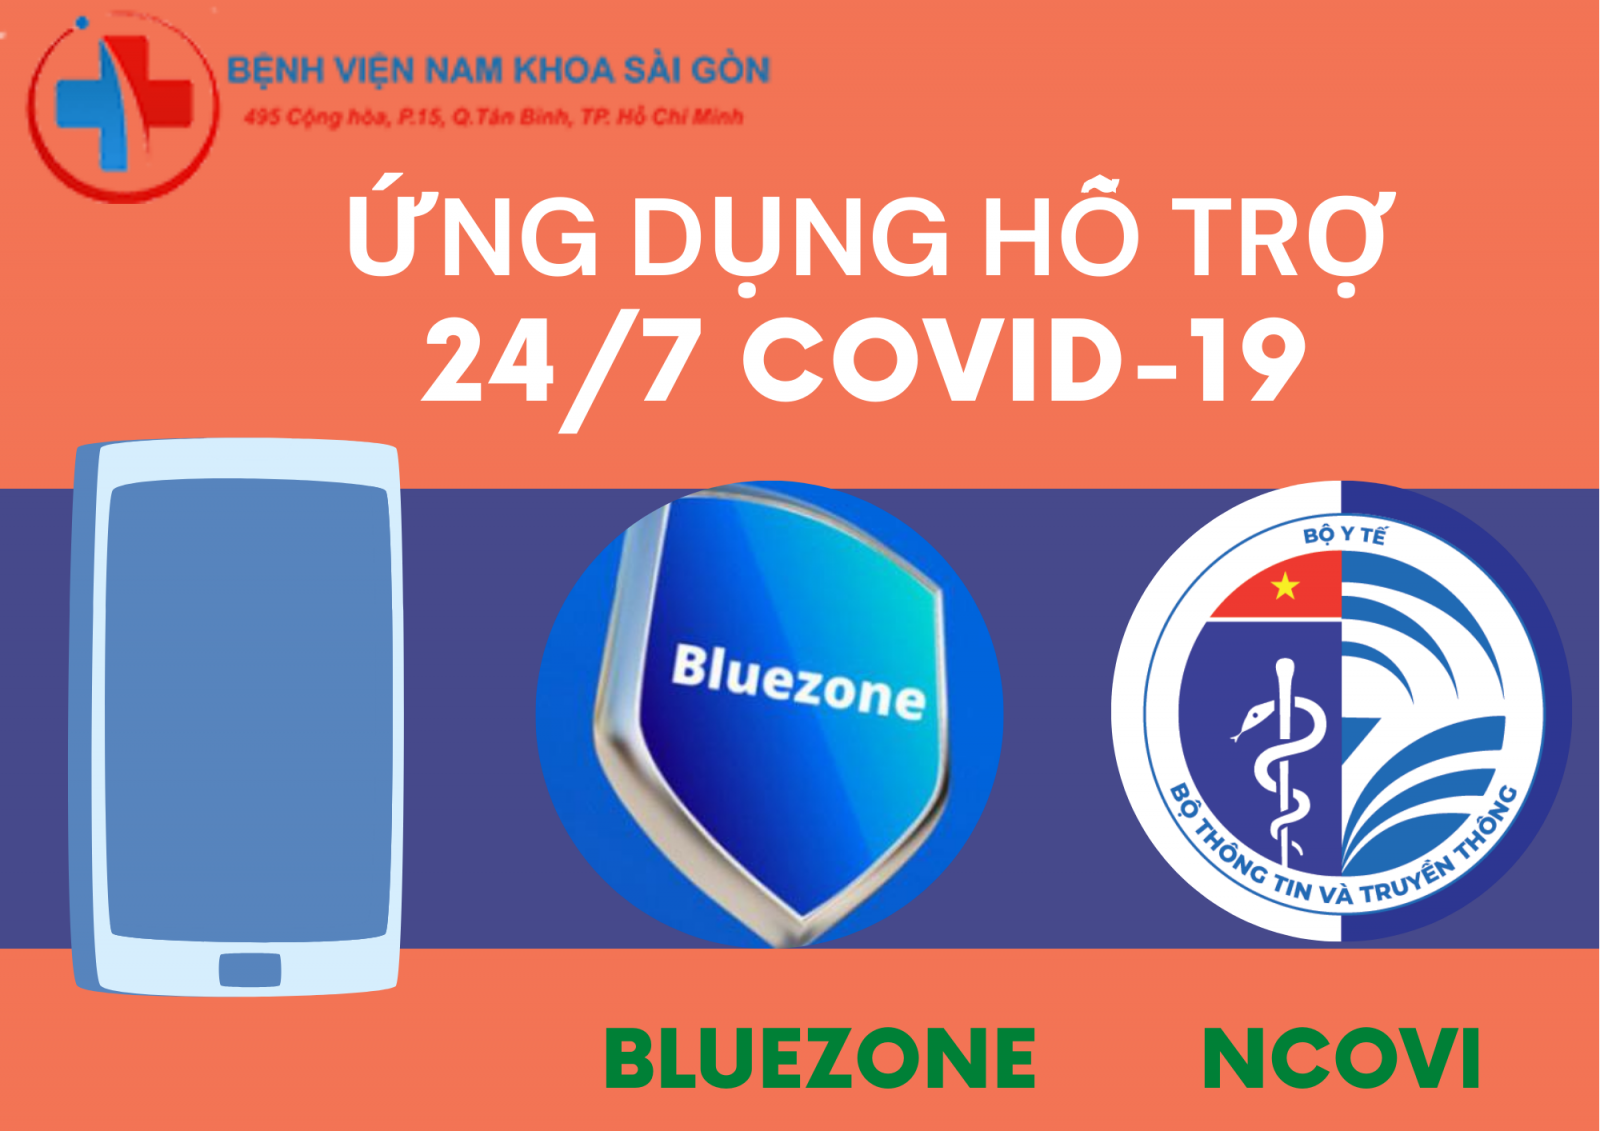 BỆNH VIỆN NAM KHOA SÀI GÒN
495 Cộng hòa, P.15, Q.Tân Bình, TP. Hồ Chí Minh
ỨNG DỤNG HỖ TRỢ
24/7 COVID-19
Bluezone
BỘ Y TẾ
BỘ THÔNG TIN VÀ TRUYỀN THÔNG
BLUEZONE
NCOVI